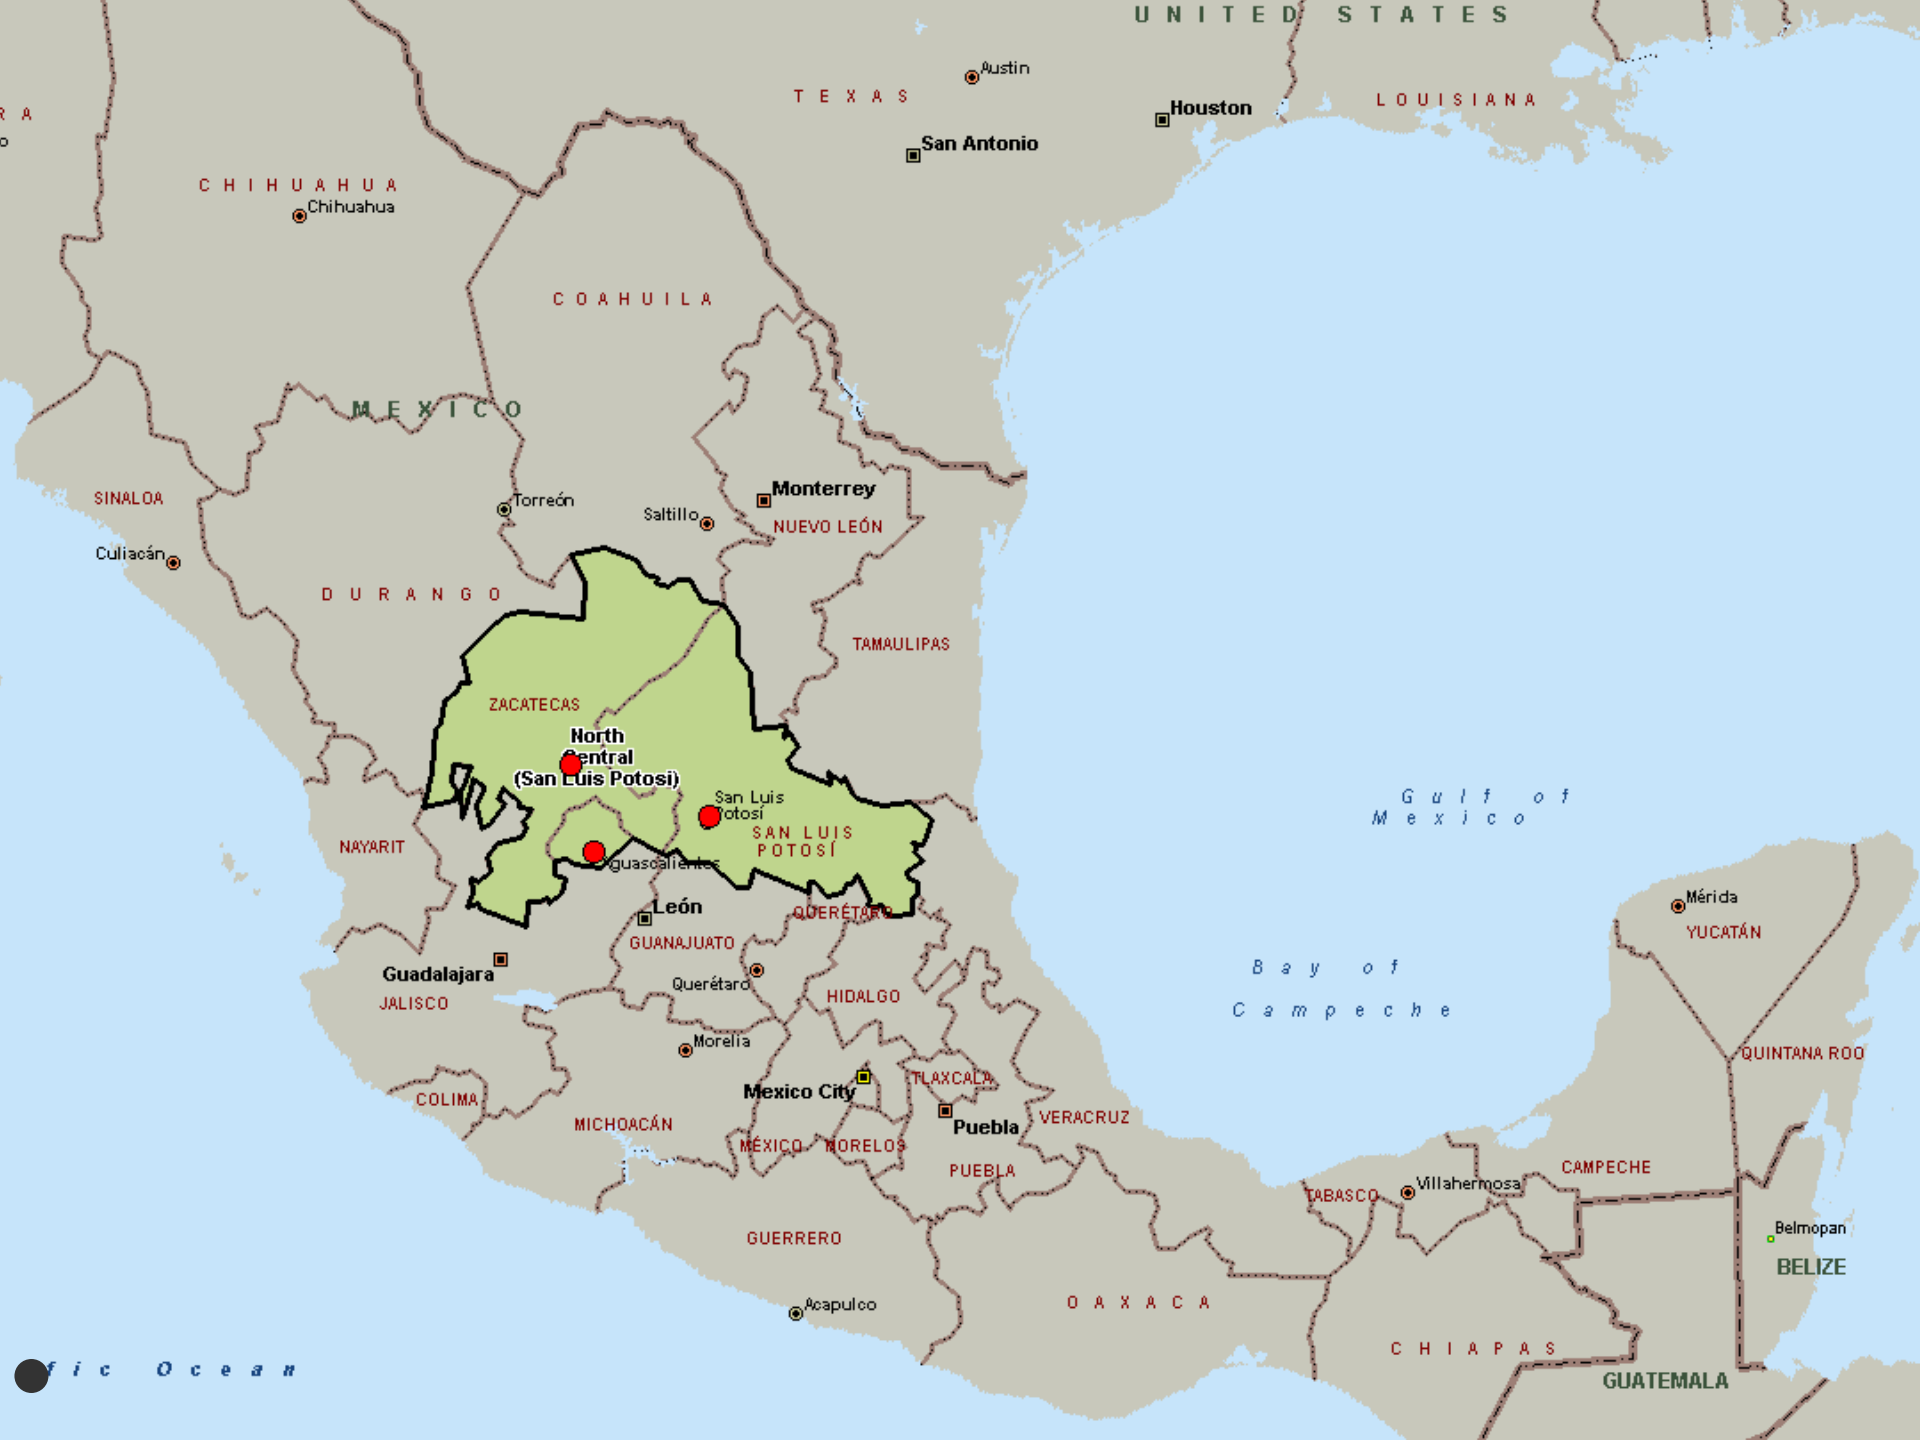 UNITED STATES
Austin
TEXAS
LOUISIANA
Houston
R A
San Antonio
o
CHIHUAHUA
Chihuahua
COAHUILA
MEXICO
Monterrey
SINALOA
Torreón
Saltillo
NUEVO LEÓN
Culiacán
DURANGO
TAMAULIPAS
ZACATECAS
North
Central
(San Luis Potosi)
San Luis
Potosí
Gulf of
Mexico
SAN LUIS
POTOSÍ
NAYARIT
Aguascalientes
Mérida
León
QUERÉTARO
YUCATÁN
GUANAJUATO
Guadalajara
Bay of
Campeche
Querétaro
HIDALGO
JALISCO
Morelia
QUINTANA ROO
Mexico City
TLAXCALA
COLIMA
MICHOACÁN
Puebla
VERACRUZ
MÉXICO
MORELOS
PUEBLA
CAMPECHE
TABASCO
Villahermosa
GUERRERO
Belmopan
BELIZE
Acapulco
OAXACA
CHIAPAS
fic Ocean
GUATEMALA